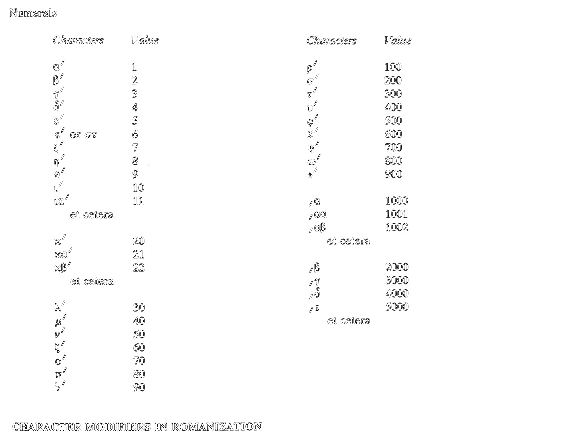 Numerals
Characters Value
α´ 1
β´ 2
γ´ 3
δ´ 4
ε´ 5
ϛ´ or στ 6
ζ´ 7
η´ 8
θ´ 9
ι´ 10
ια´ 11
et cetera
κ´ 20
κα´ 21
κβ´ 22
et cetera
λ´ 30
μ´ 40
ν´ 50
ξ´ 60
ο´ 70
π´ 80
90
Characters Value
ρ´ 100
σ´ 200
τ´ 300
υ´ 400
φ´ 500
χ´ 600
ψ´ 700
ω´ 800
900
͵α 1000
͵αα 1001
͵αβ 1002
et cetera
͵β 2000
͵γ 3000
͵δ 4000
͵ε 5000
et cetera
CHARACTER MODIFIERS IN ROMANIZATION